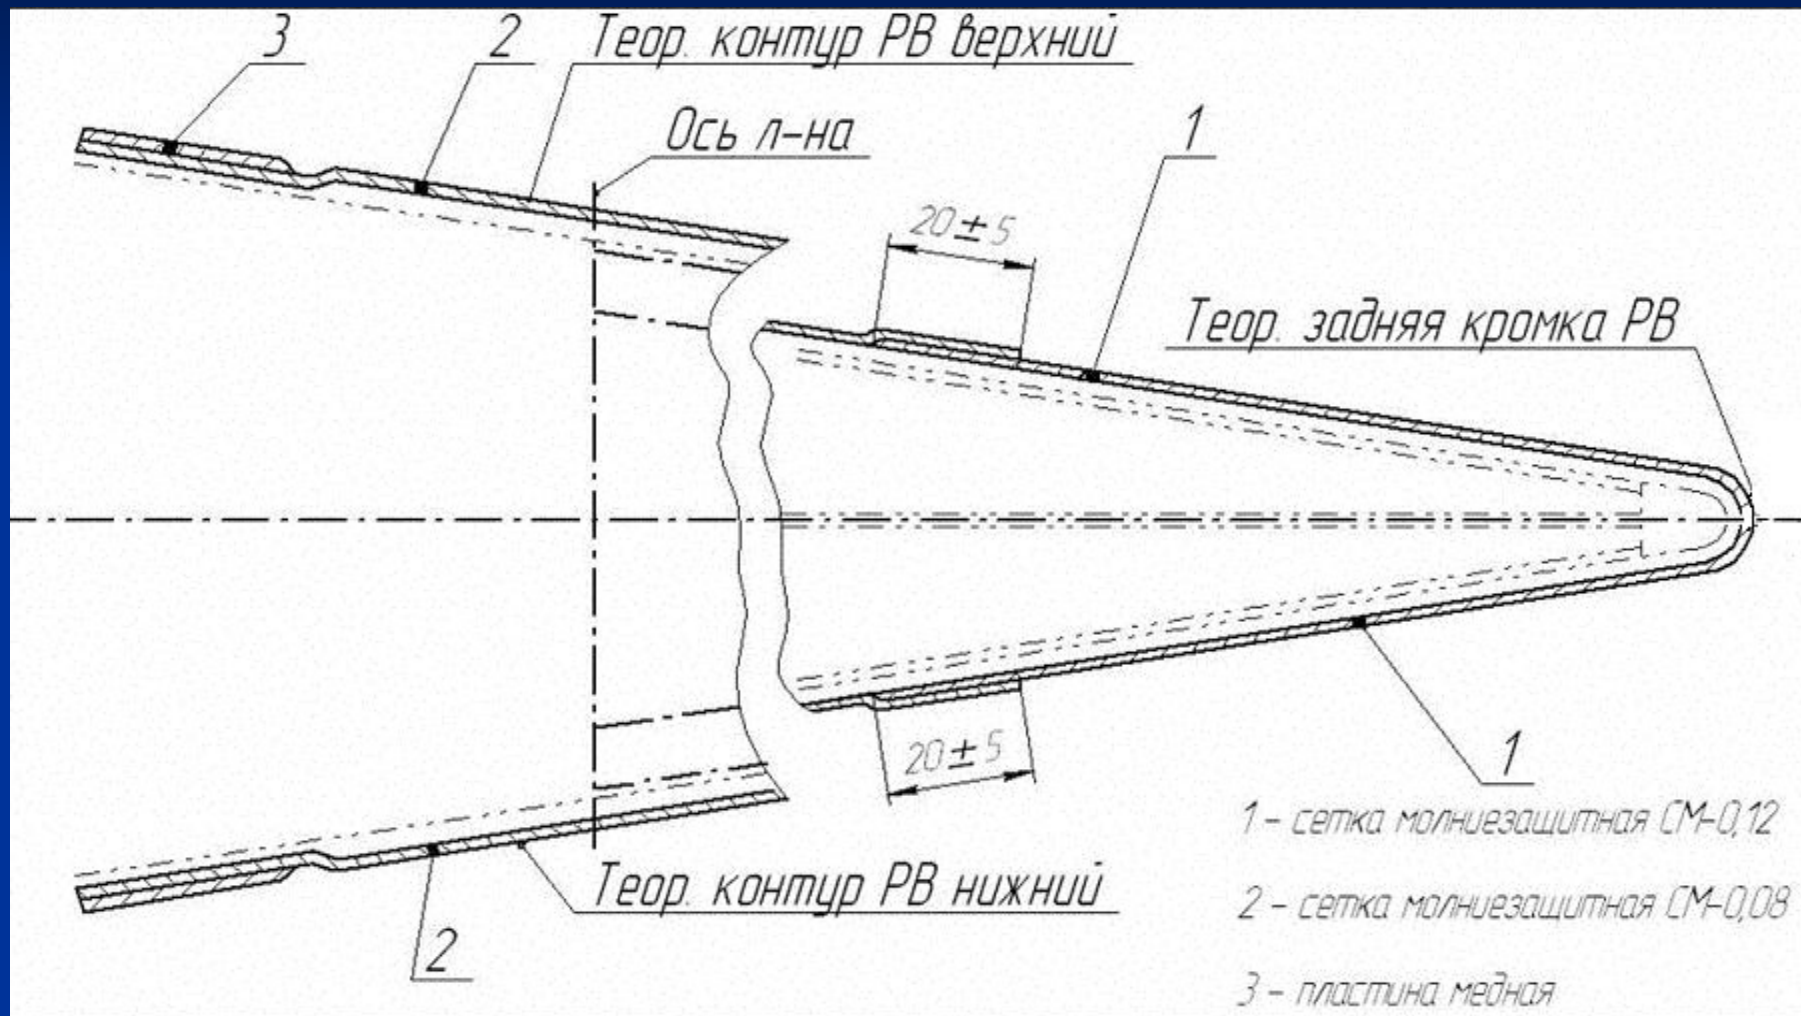 3
2
Теор. контур РВ верхний
Ось л-на
1
20±5
Теор. задняя кромка РВ
20±5
1
1 - сетка молниезащитная СМ-0,12
Теор. контур РВ нижний
2 - сетка молниезащитная СМ-0,08
2
3 - пластина медная